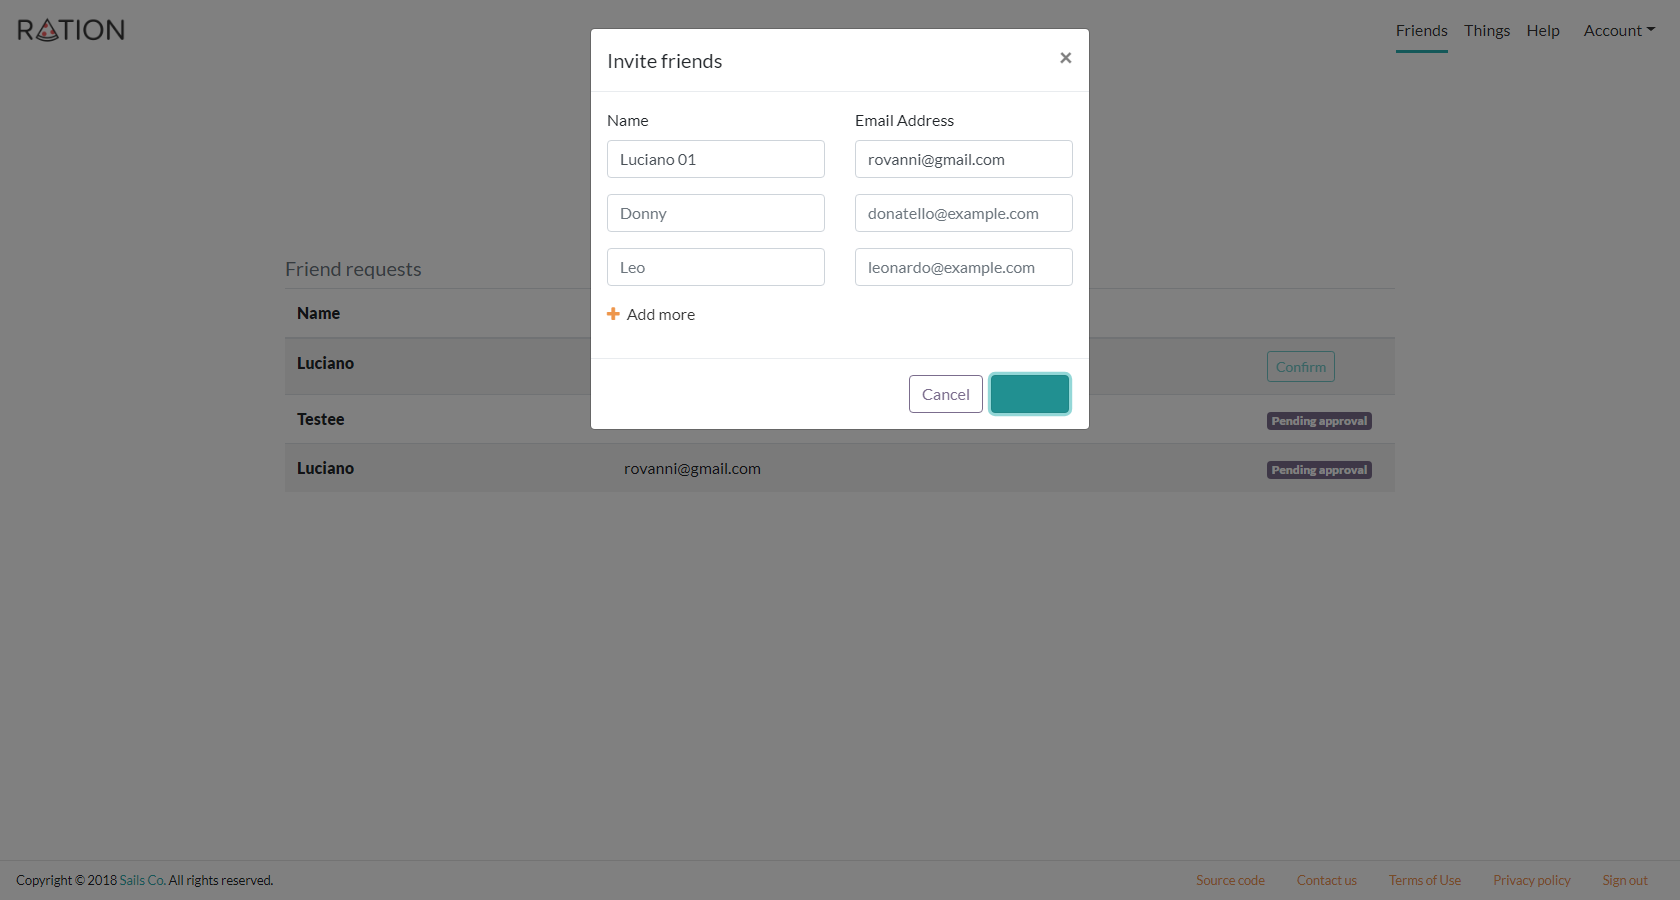 RATION
Friends Things Help Account
Invite friends
×
Name Email Address
Luciano 01 rovanni@gmail.com
Donny donatello@example.com
Leo leonardo@example.com
+ Add more
Cancel
Friend requests
Name
Luciano Confirm
Testee Pending approval
Luciano rovanni@gmail.com Pending approval
Copyright © 2018 Sails Co. All rights reserved.
Source code Contact us Terms of Use Privacy policy Sign out